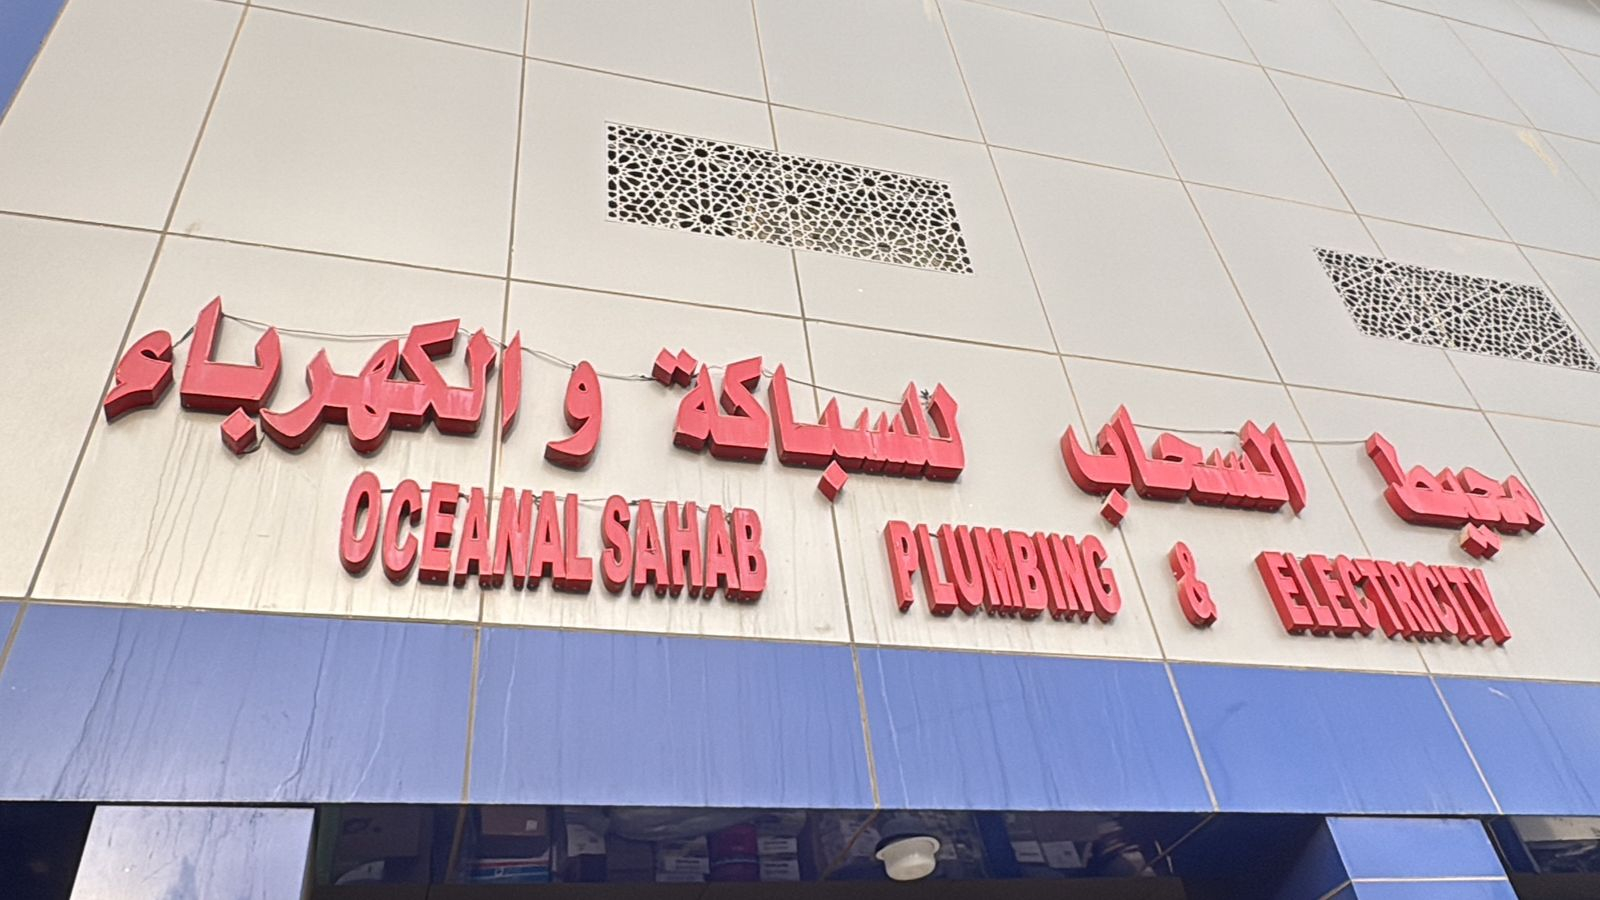 محيط السحاب للسباكة و الكهرباء
OCEANAL SAHAB PLUMBING & ELECTRICITY